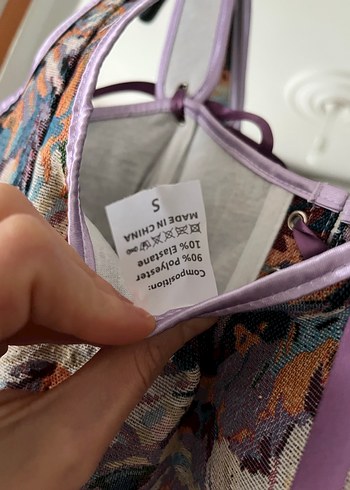 Composition:
90% Polyester
10% Elastane
MADE IN CHINA
S